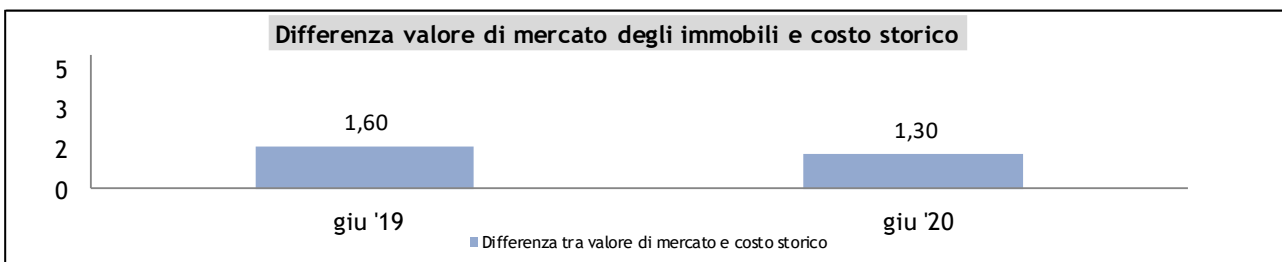 Differenza valore di mercato degli immobili e costo storico
5
3
2
0
1,60
1,30
giu '19
giu '20
Differenza tra valore di mercato e costo storico